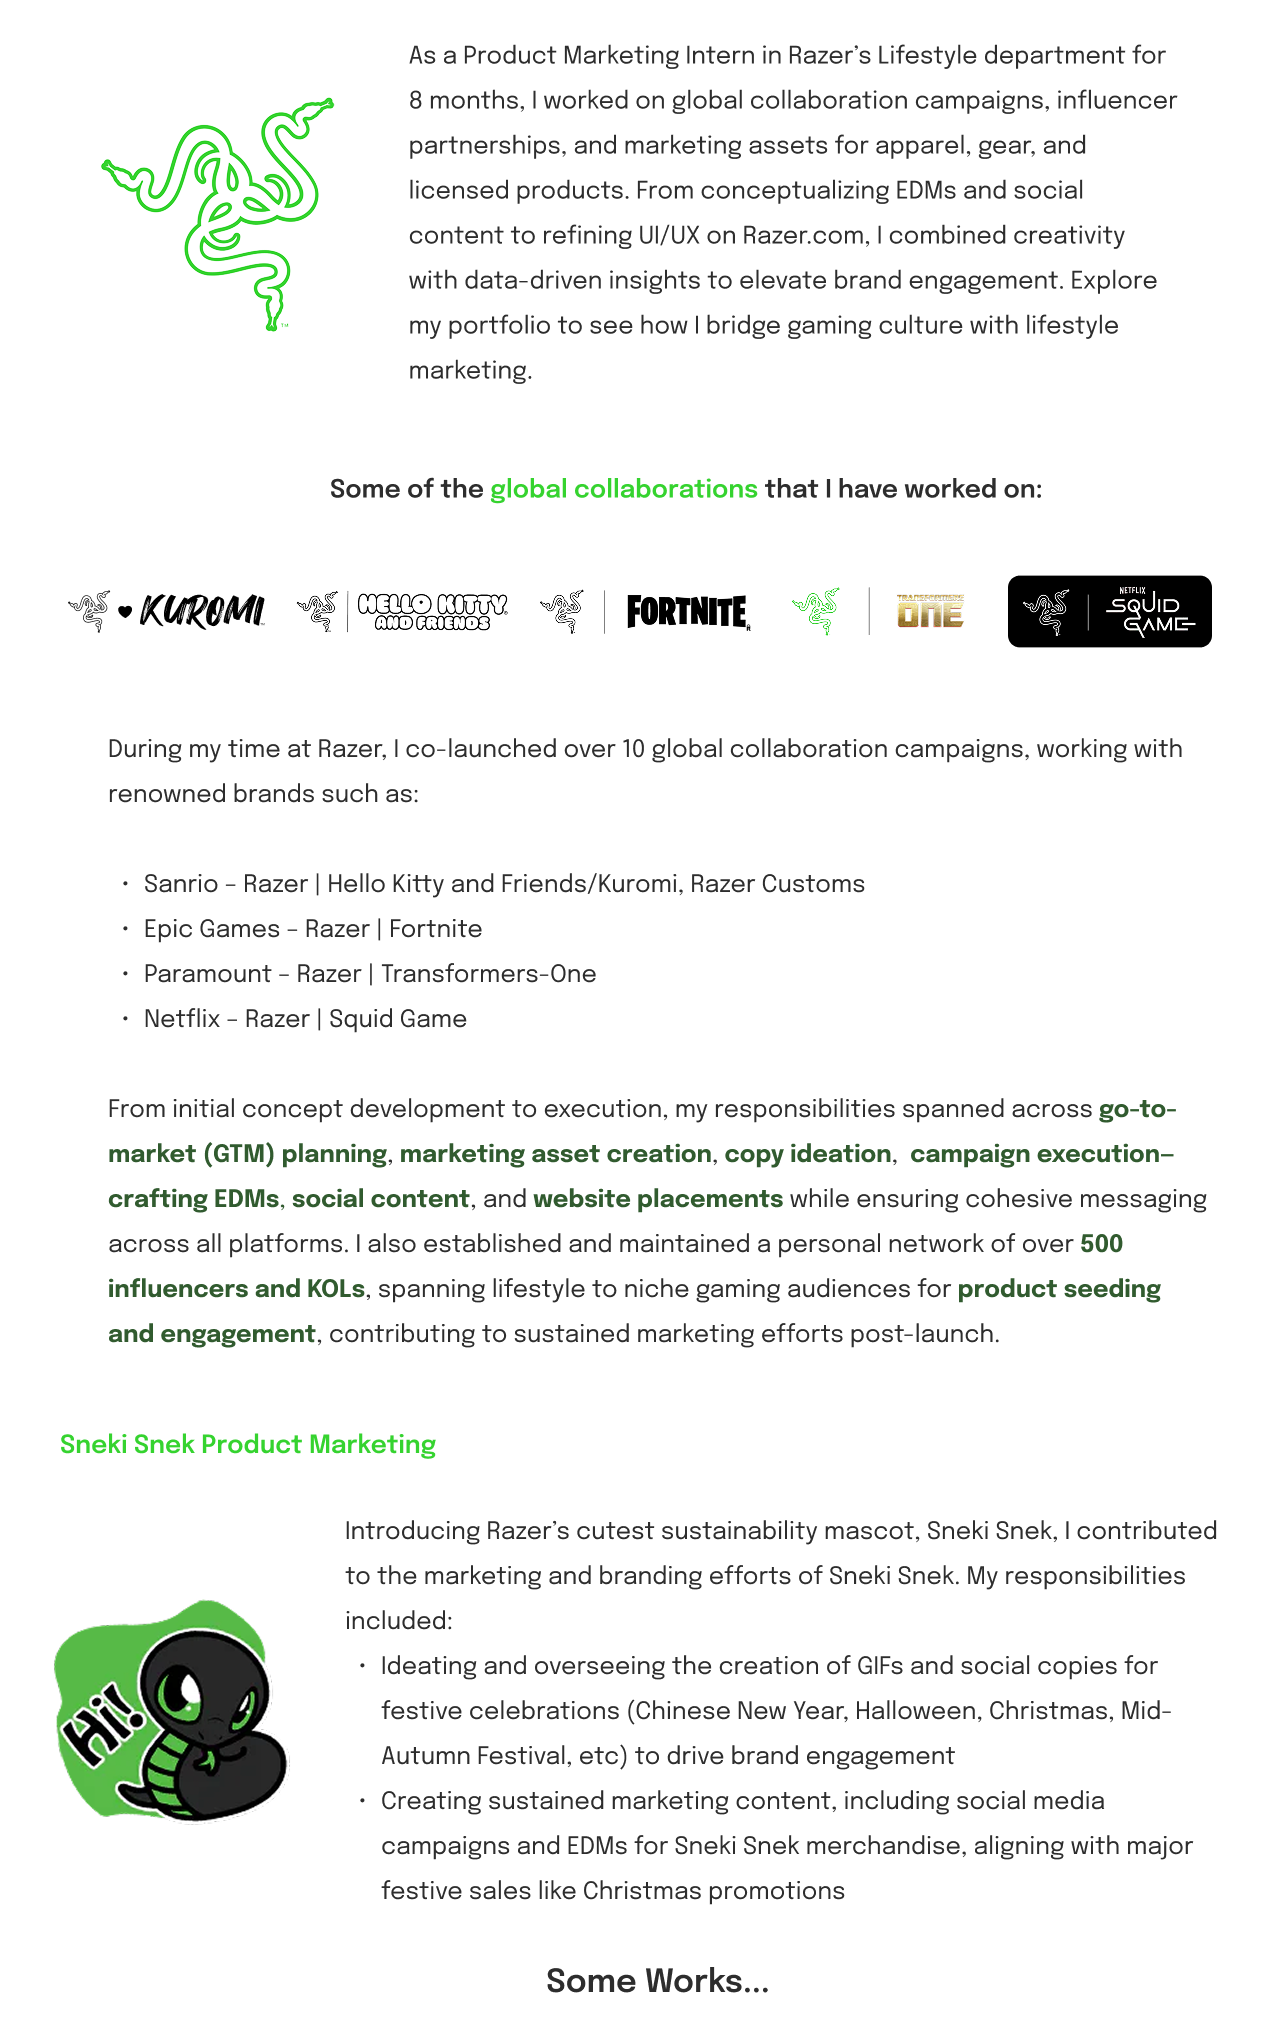 As a Product Marketing Intern in Razer’s Lifestyle department for
8 months, I worked on global collaboration campaigns, influencer
partnerships, and marketing assets for apparel, gear, and
licensed products. From conceptualizing EDMs and social
content to refining UI/UX on Razer.com, I combined creativity
with data-driven insights to elevate brand engagement. Explore
my portfolio to see how I bridge gaming culture with lifestyle
marketing.
TM
Some of the global collaborations that I have worked on:
KUROMI
HELLO KITTY
AND FRIENDS
FORTNITE
TRANSFORMERS
ONE
NETFLIX
SQUID
GAME
During my time at Razer, I co-launched over 10 global collaboration campaigns, working with
renowned brands such as:
• Sanrio – Razer | Hello Kitty and Friends/Kuromi, Razer Customs
• Epic Games – Razer | Fortnite
• Paramount – Razer | Transformers-One
• Netflix – Razer | Squid Game
From initial concept development to execution, my responsibilities spanned across go-to-
market (GTM) planning, marketing asset creation, copy ideation,  campaign execution—
crafting EDMs, social content, and website placements while ensuring cohesive messaging
across all platforms. I also established and maintained a personal network of over 500
influencers and KOLs, spanning lifestyle to niche gaming audiences for product seeding
and engagement, contributing to sustained marketing efforts post-launch.
Sneki Snek Product Marketing
Introducing Razer’s cutest sustainability mascot, Sneki Snek, I contributed
to the marketing and branding efforts of Sneki Snek. My responsibilities
included:
• Ideating and overseeing the creation of GIFs and social copies for
festive celebrations (Chinese New Year, Halloween, Christmas, Mid-
Autumn Festival, etc) to drive brand engagement
• Creating sustained marketing content, including social media
campaigns and EDMs for Sneki Snek merchandise, aligning with major
festive sales like Christmas promotions
Hi!
Some Works...